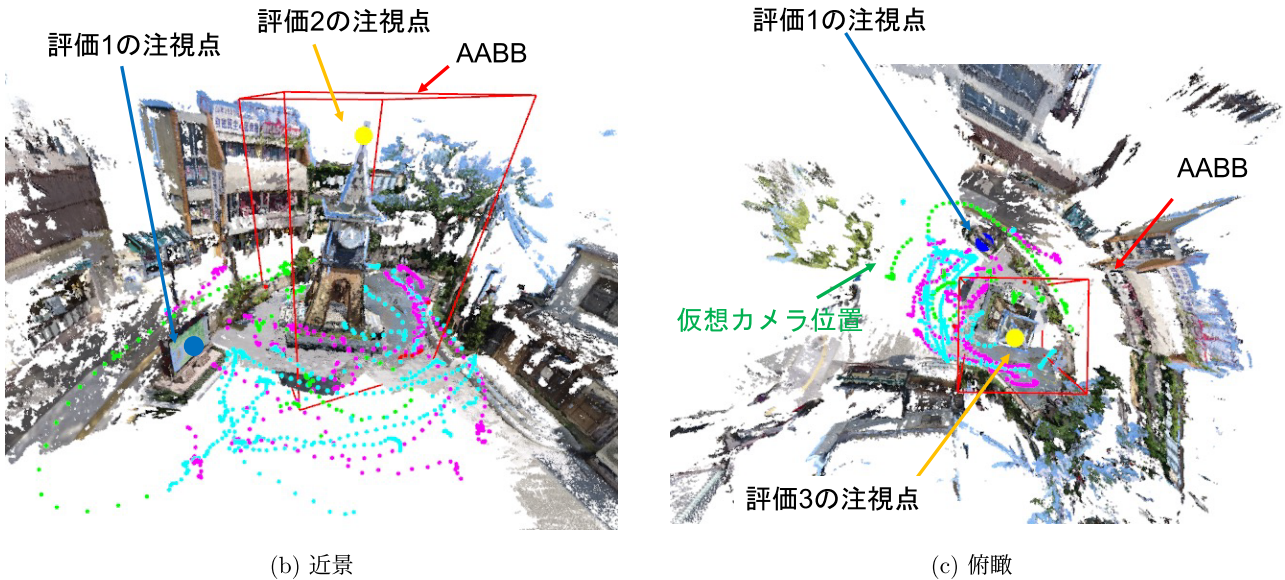 評価2の注視点
評価1の注視点
AABB
(b) 近景
評価1の注視点
AABB
仮想カメラ位置
評価3の注視点
(c) 俯瞰